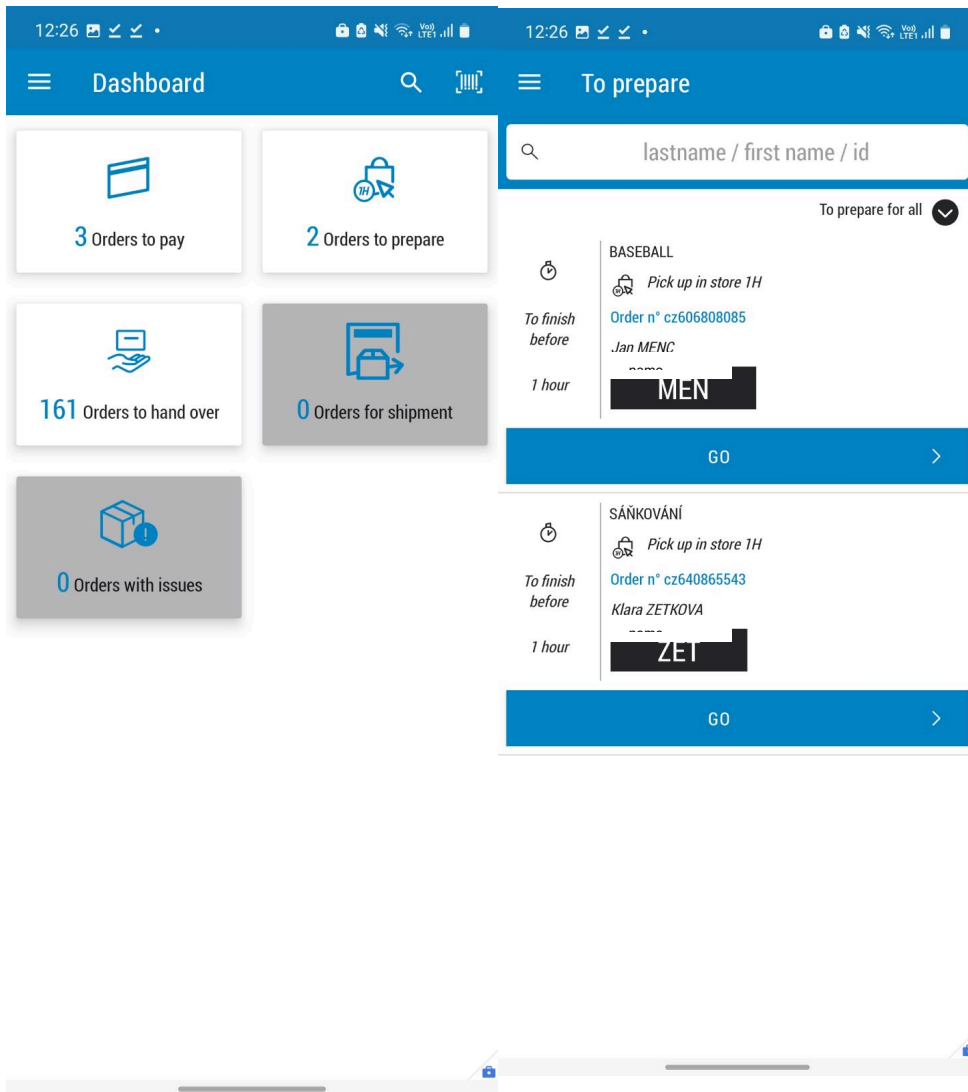 12:26
Dashboard
3 Orders to pay
2 Orders to prepare
1H
161 Orders to hand over
0 Orders for shipment
0 Orders with issues
12:26
To prepare
lastname / first name / id
To prepare for all
BASEBALL
Pick up in store 1H
To finish
before
Order n° cz606808085
Jan MENC
1 hour
MEN
GO
SÁŇKOVÁNÍ
Pick up in store 1H
To finish
before
Order n° cz640865543
Klara ZETKOVA
1 hour
ZET
GO